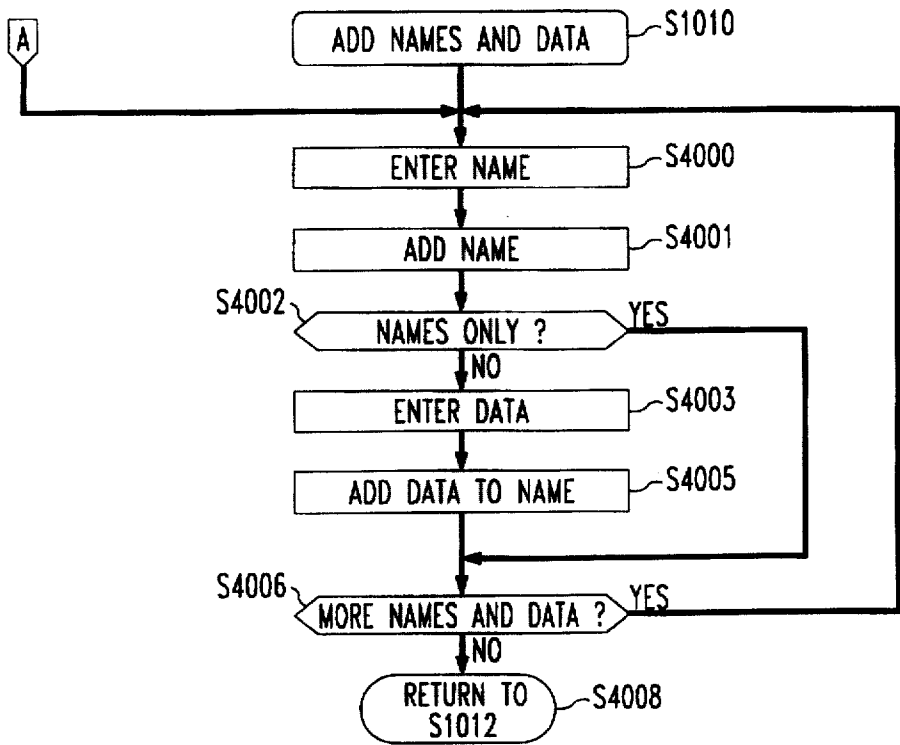 A
ADD NAMES AND DATA
S1010
ENTER NAME
S4000
ADD NAME
S4001
S4002
NAMES ONLY ?
YES
NO
ENTER DATA
S4003
ADD DATA TO NAME
S4005
S4006
MORE NAMES AND DATA ?
YES
NO
RETURN TO
S1012
S4008